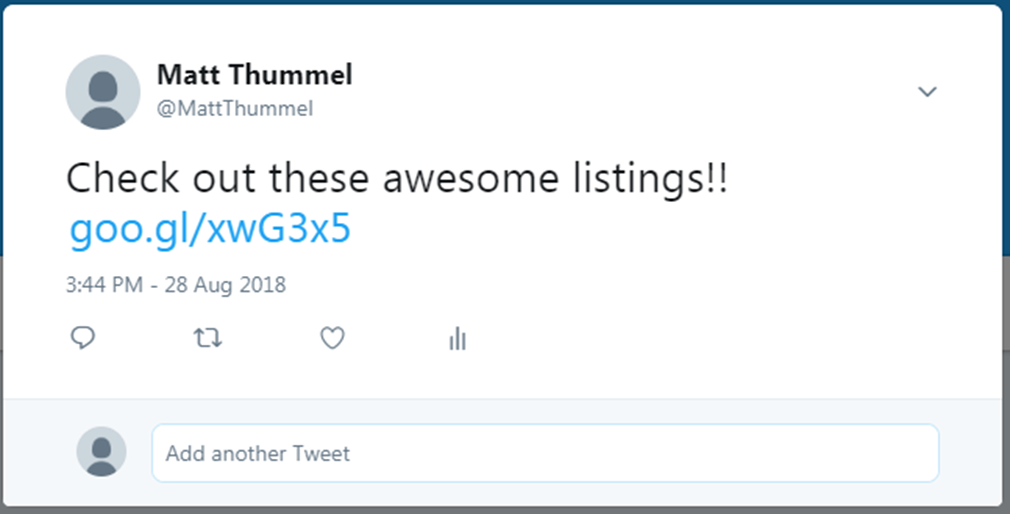 Matt Thummel
@MattThummel
Check out these awesome listings!!
goo.gl/xwG3x5
3:44 PM - 28 Aug 2018
Add another Tweet